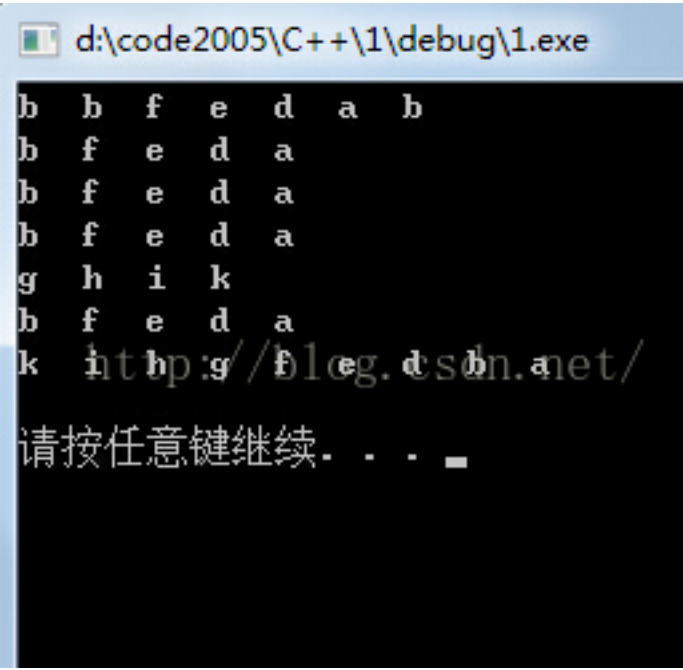 d:\code2005\C++\1\debug\1.exe
b b f e d a b
b f e d a
b f e d a
b f e d a
g h i k
b f e d a
k i h g f e d b a
http://blog.csdn.net/
请按任意键继续. . .